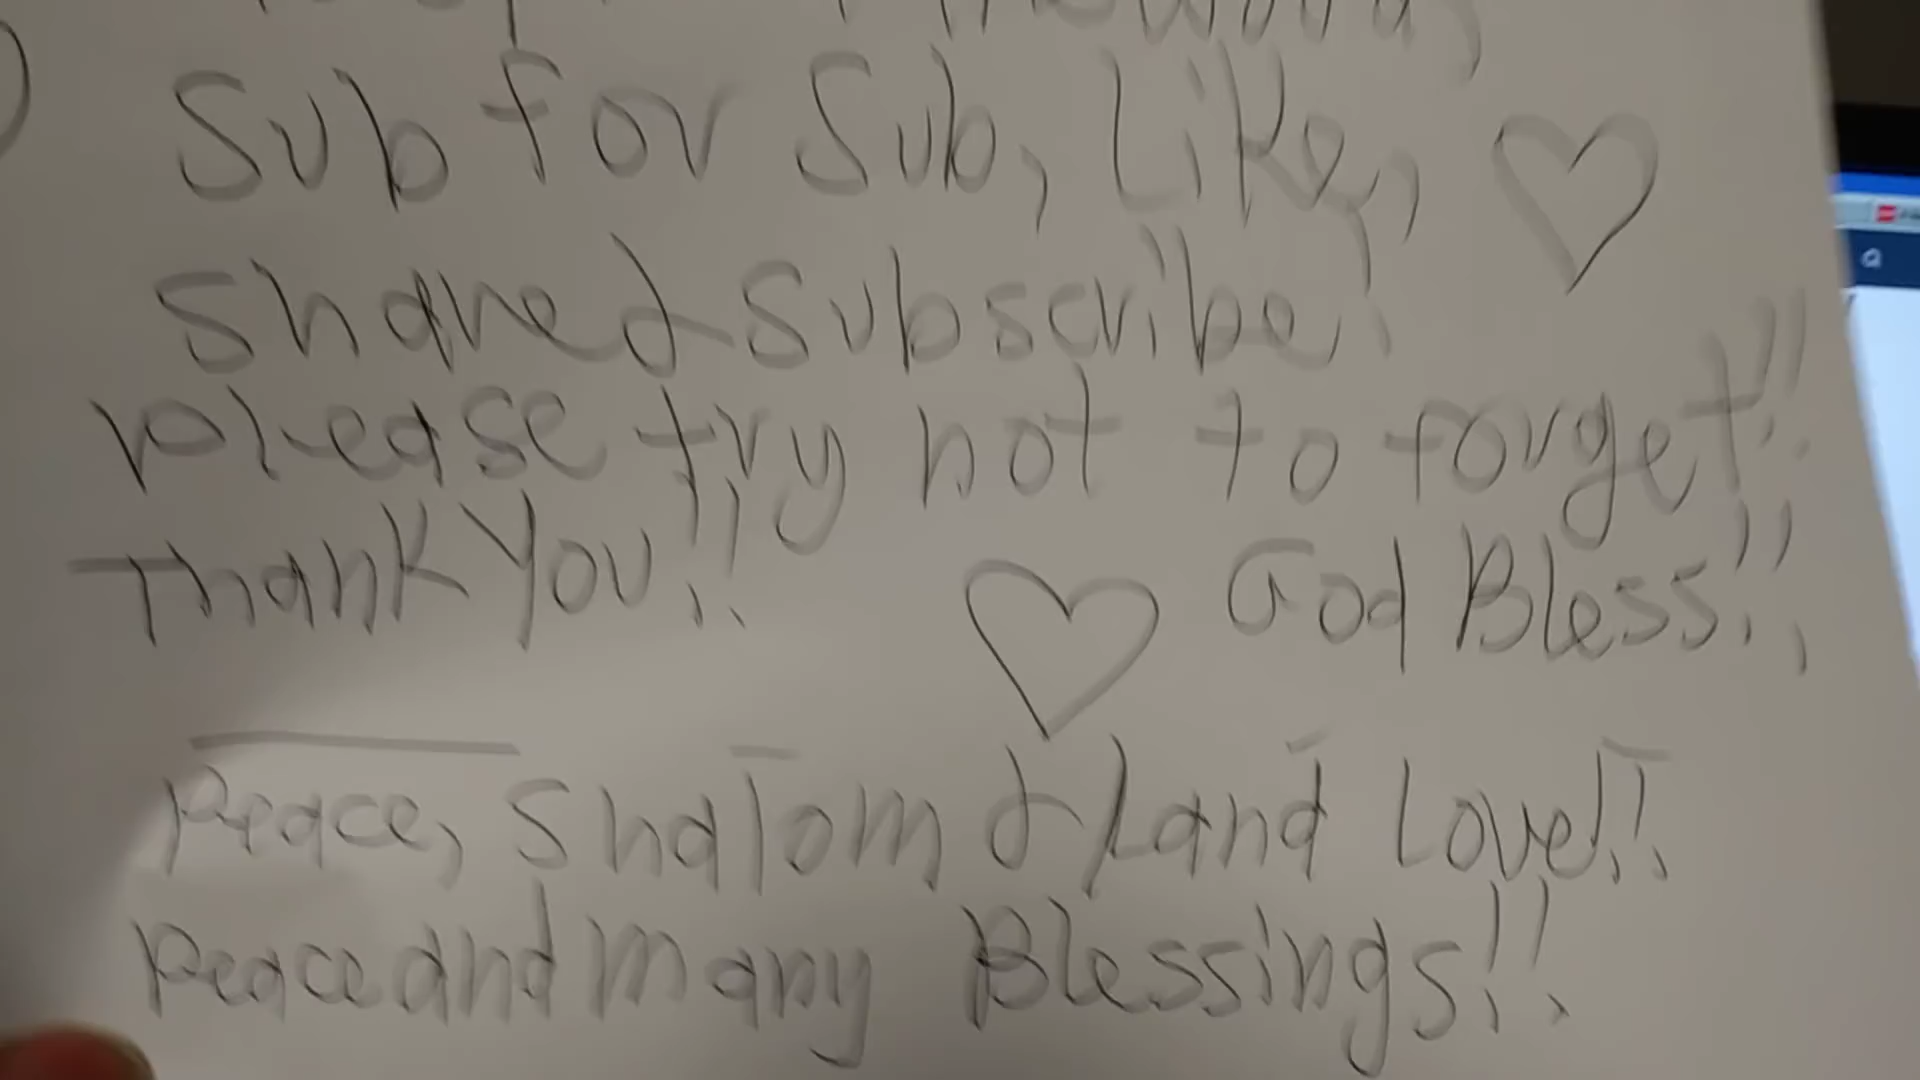 Sub for Sub, Like,
Share & Subscribe!!
please try not to forget!!
Thank You!! God Bless!!
Peace, Shalom & Land Love!!
Peace and Many Blessings!!